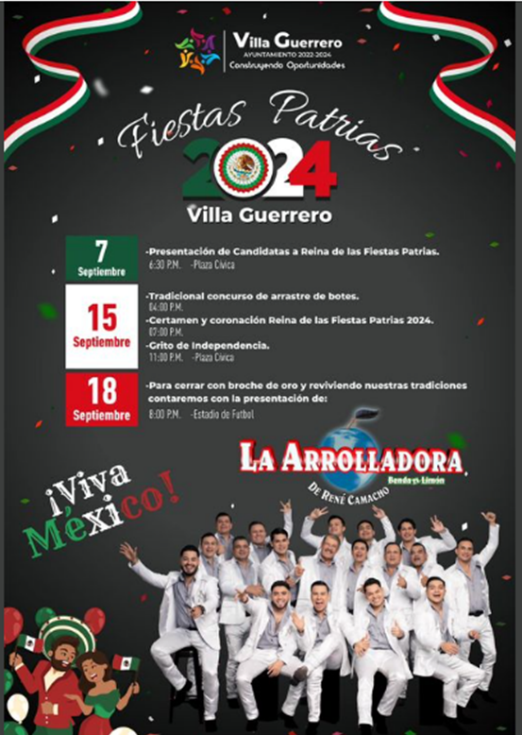 Villa Guerrero
AYUNTAMIENTO 2022-2024
Construyendo Oportunidades
Fiestas Patrias
2024
Villa Guerrero
7
Septiembre
-Presentación de Candidatas a Reina de las Fiestas Patrias.
6:30 P.M. -Plaza Cívica
15
Septiembre
-Tradicional concurso de arrastre de botes.
04:00 P.M.
-Certamen y coronación Reina de las Fiestas Patrias 2024.
07:00 P.M.
-Grito de Independencia.
11:00 P.M. -Plaza Cívica
18
Septiembre
-Para cerrar con broche de oro y reviviendo nuestras tradiciones
contaremos con la presentación de:
8:00 P.M. -Estadio de Futbol
LA ARROLLADORA
Banda el Limón
DE RENÉ CAMACHO
¡Viva
México!